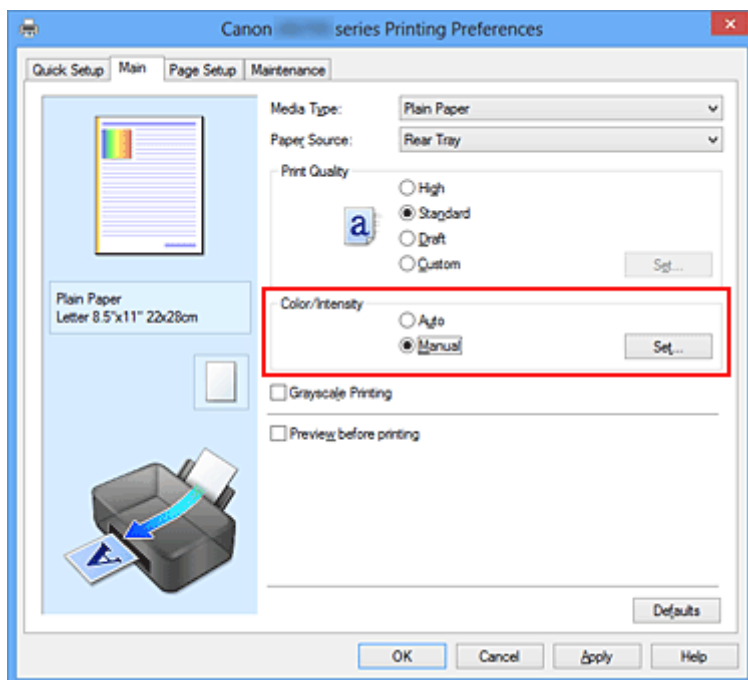 Canon series Printing Preferences
Quick Setup Main Page Setup Maintenance
Media Type: Plain Paper
Paper Source: Rear Tray
Print Quality
High
a
Standard
Draft
Custom Set...
Plain Paper
Letter 8.5"x11" 22x28cm
Color/Intensity
Auto
Manual Set...
Grayscale Printing
Preview before printing
A
Defaults
OK Cancel Apply Help